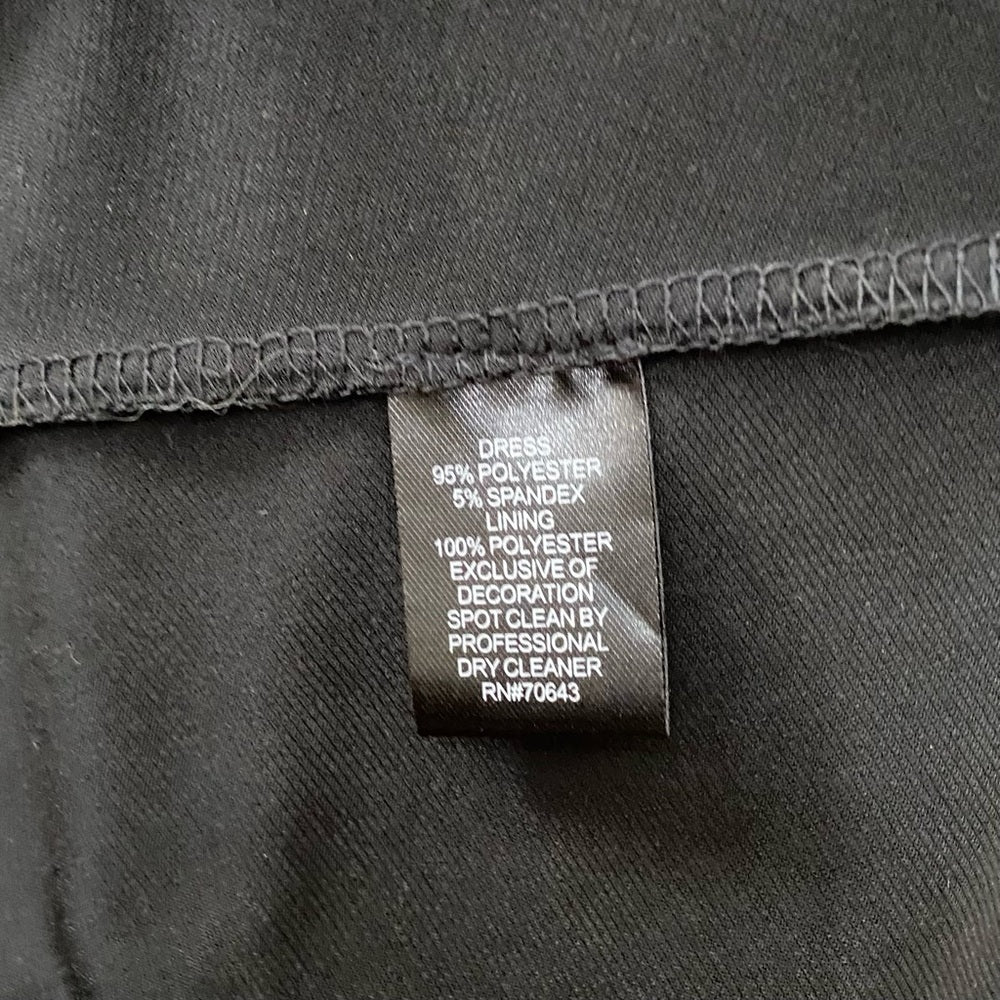 DRESS
95% POLYESTER
5% SPANDEX
LINING
100% POLYESTER
EXCLUSIVE OF
DECORATION
SPOT CLEAN BY
PROFESSIONAL
DRY CLEANER
RN#70643